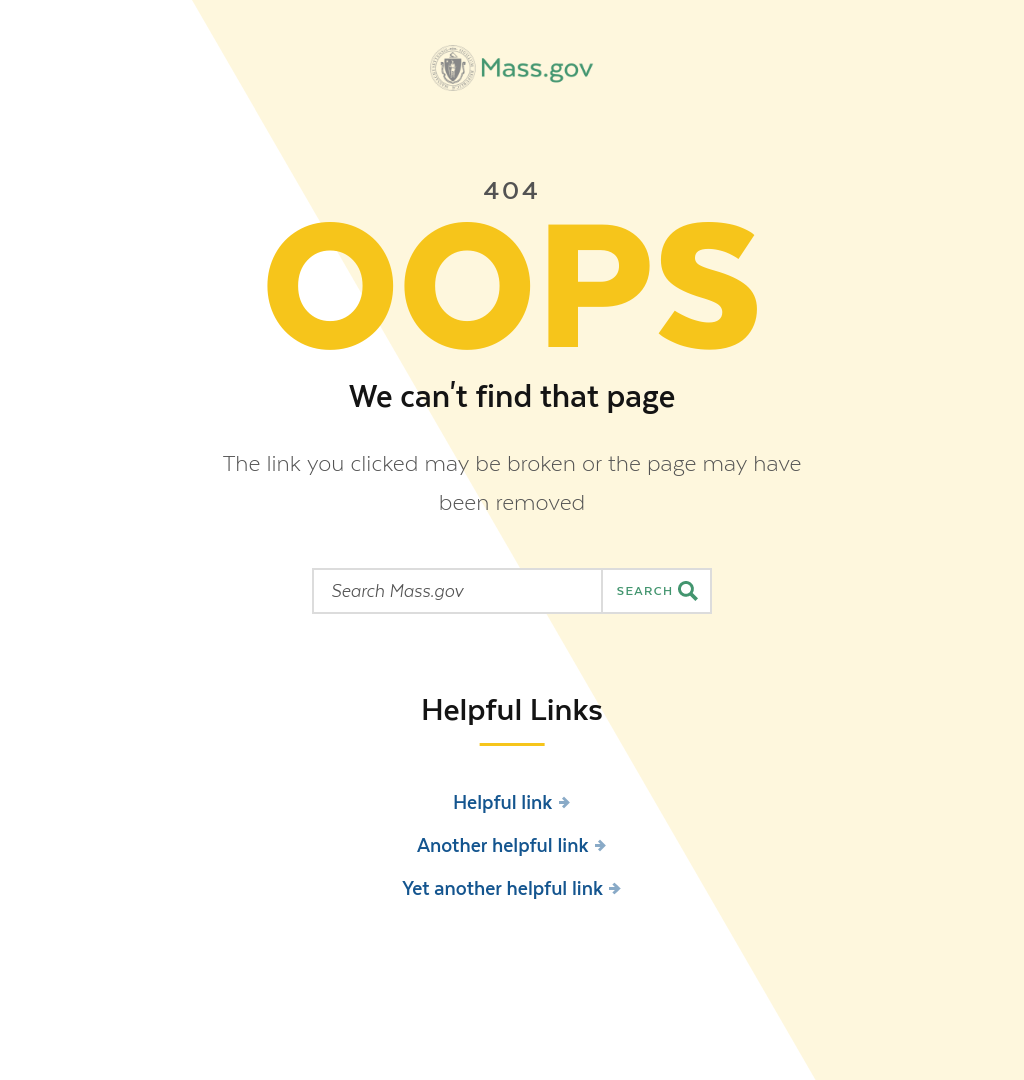 Mass.gov
404
OOPS
We can't find that page
The link you clicked may be broken or the page may have
been removed
Search Mass.gov
SEARCH
Helpful Links
Helpful link
Another helpful link
Yet another helpful link